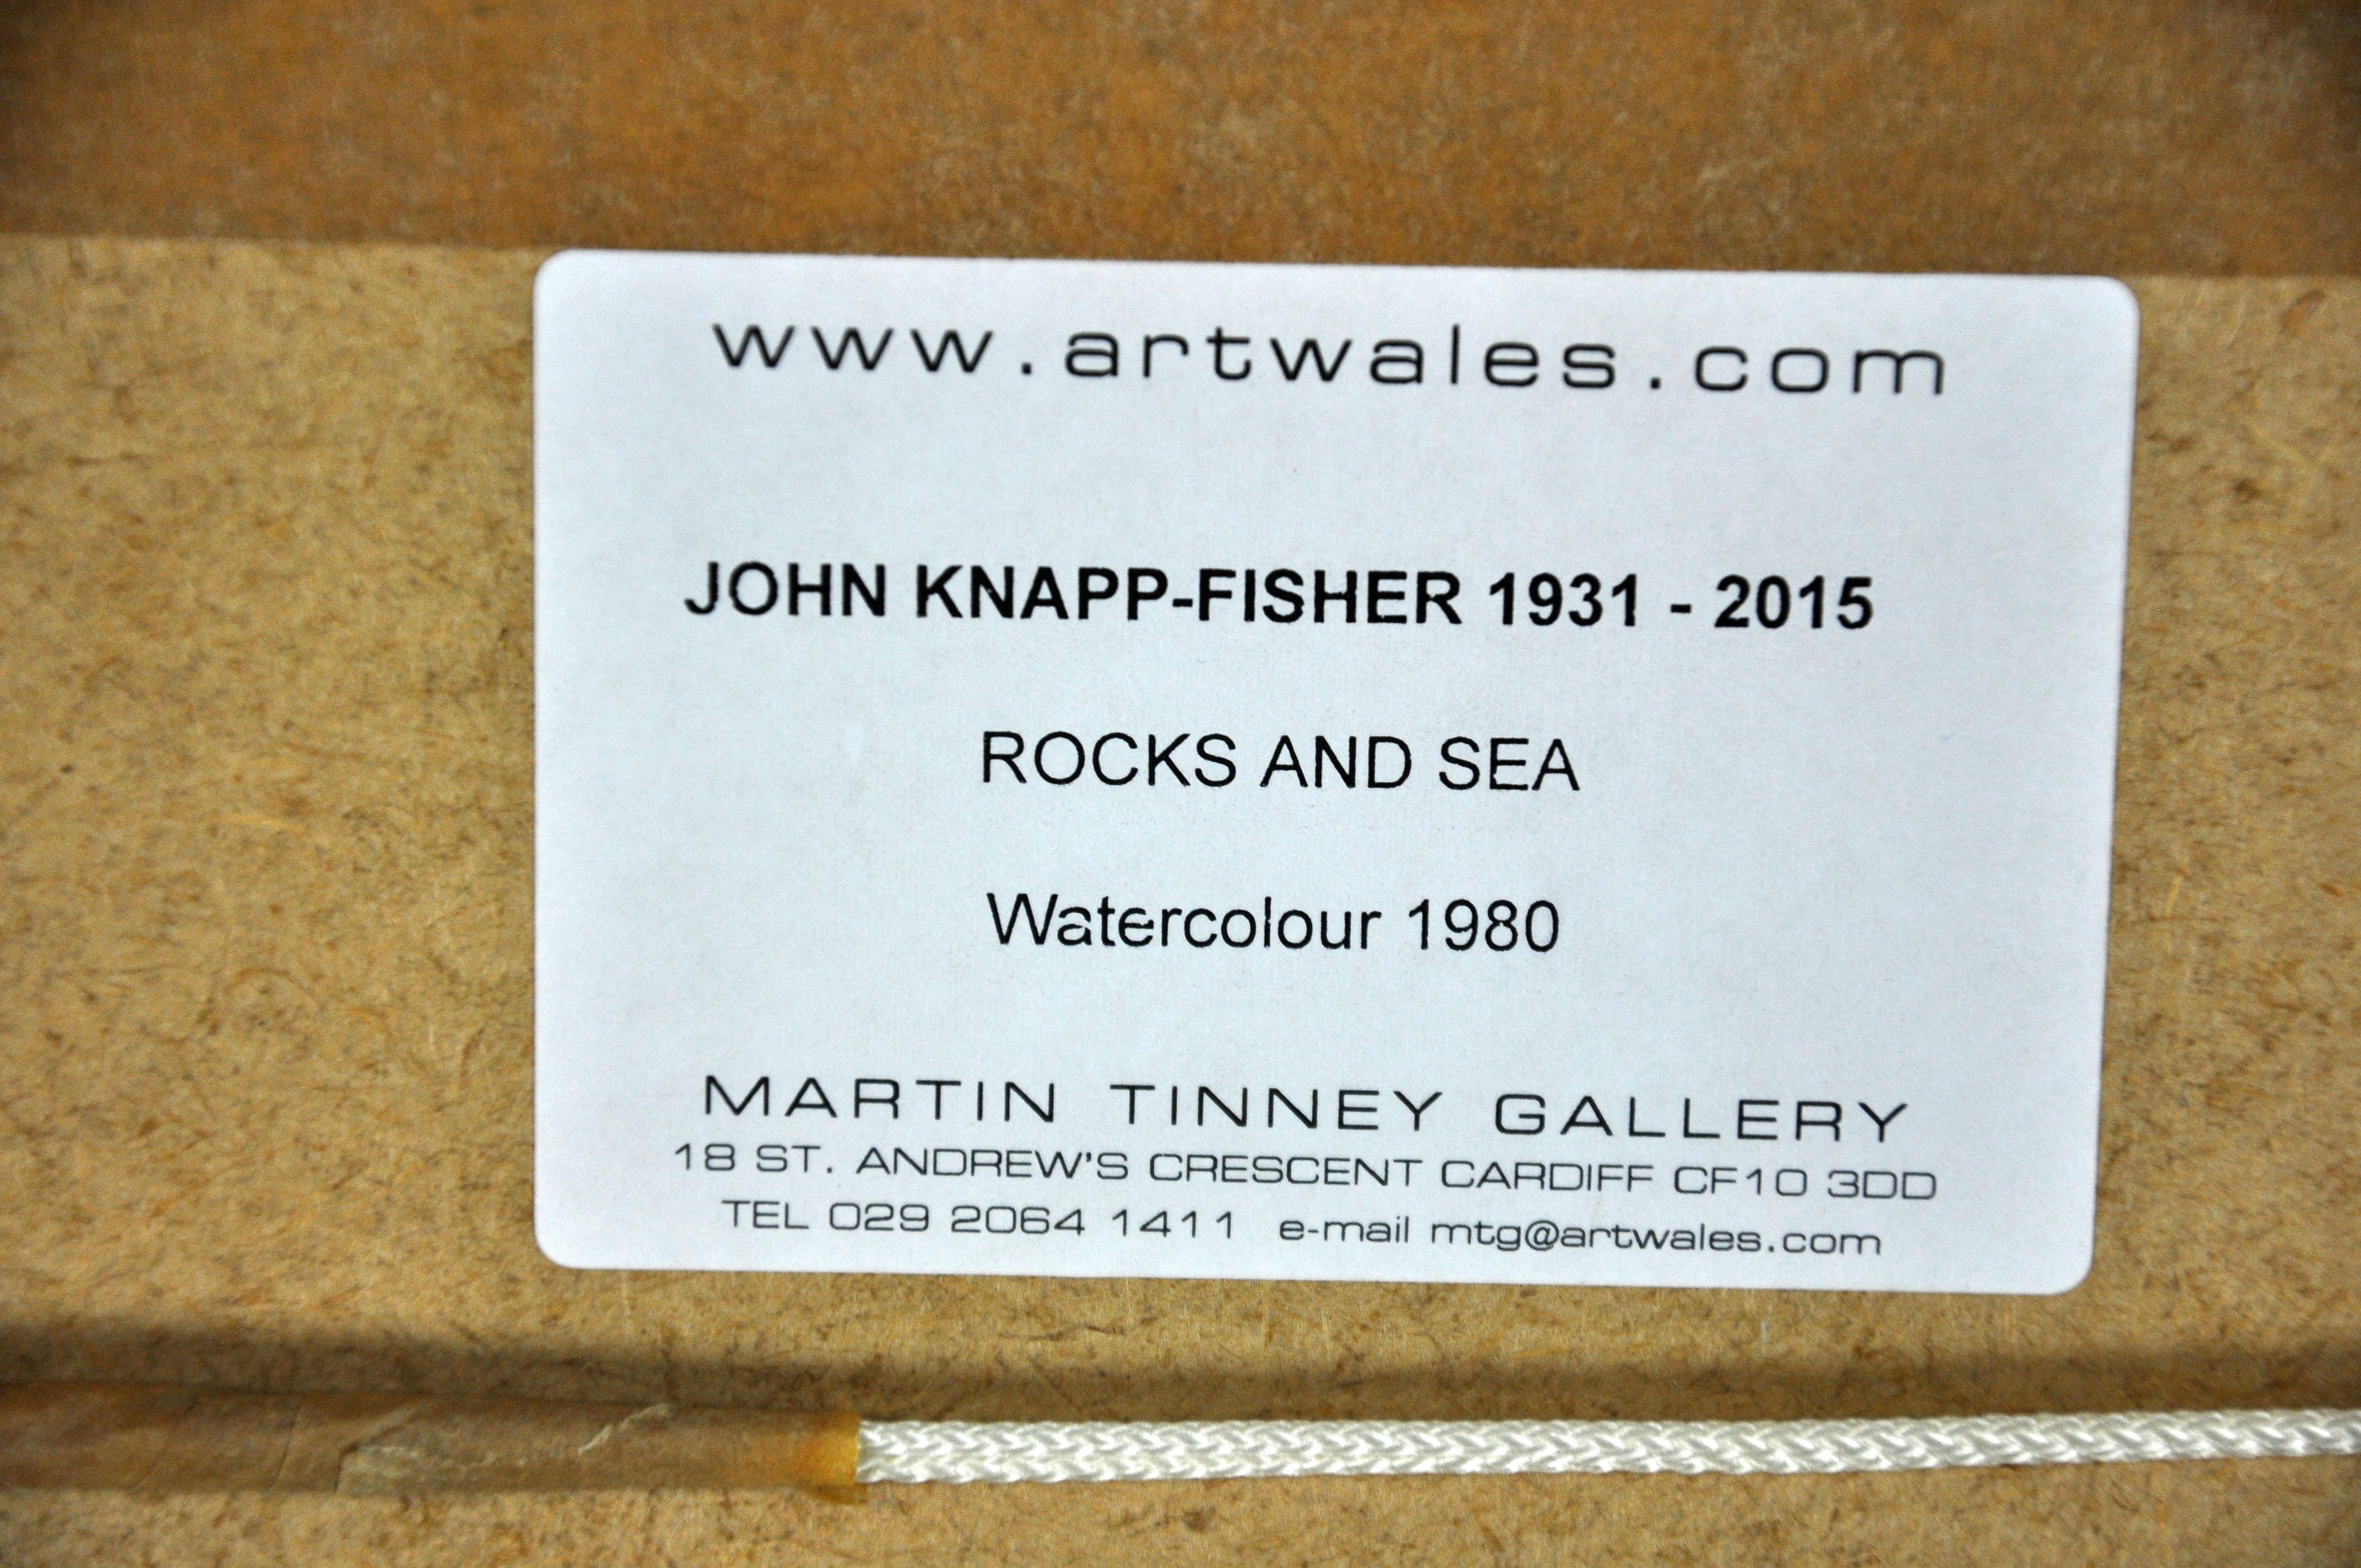 www.artwales.com
JOHN KNAPP-FISHER 1931 - 2015
ROCKS AND SEA
Watercolour 1980
MARTIN TINNEY GALLERY
18 ST. ANDREW'S CRESCENT CARDIFF CF10 3DD
TEL 029 2064 1411 e-mail mtg@artwales.com